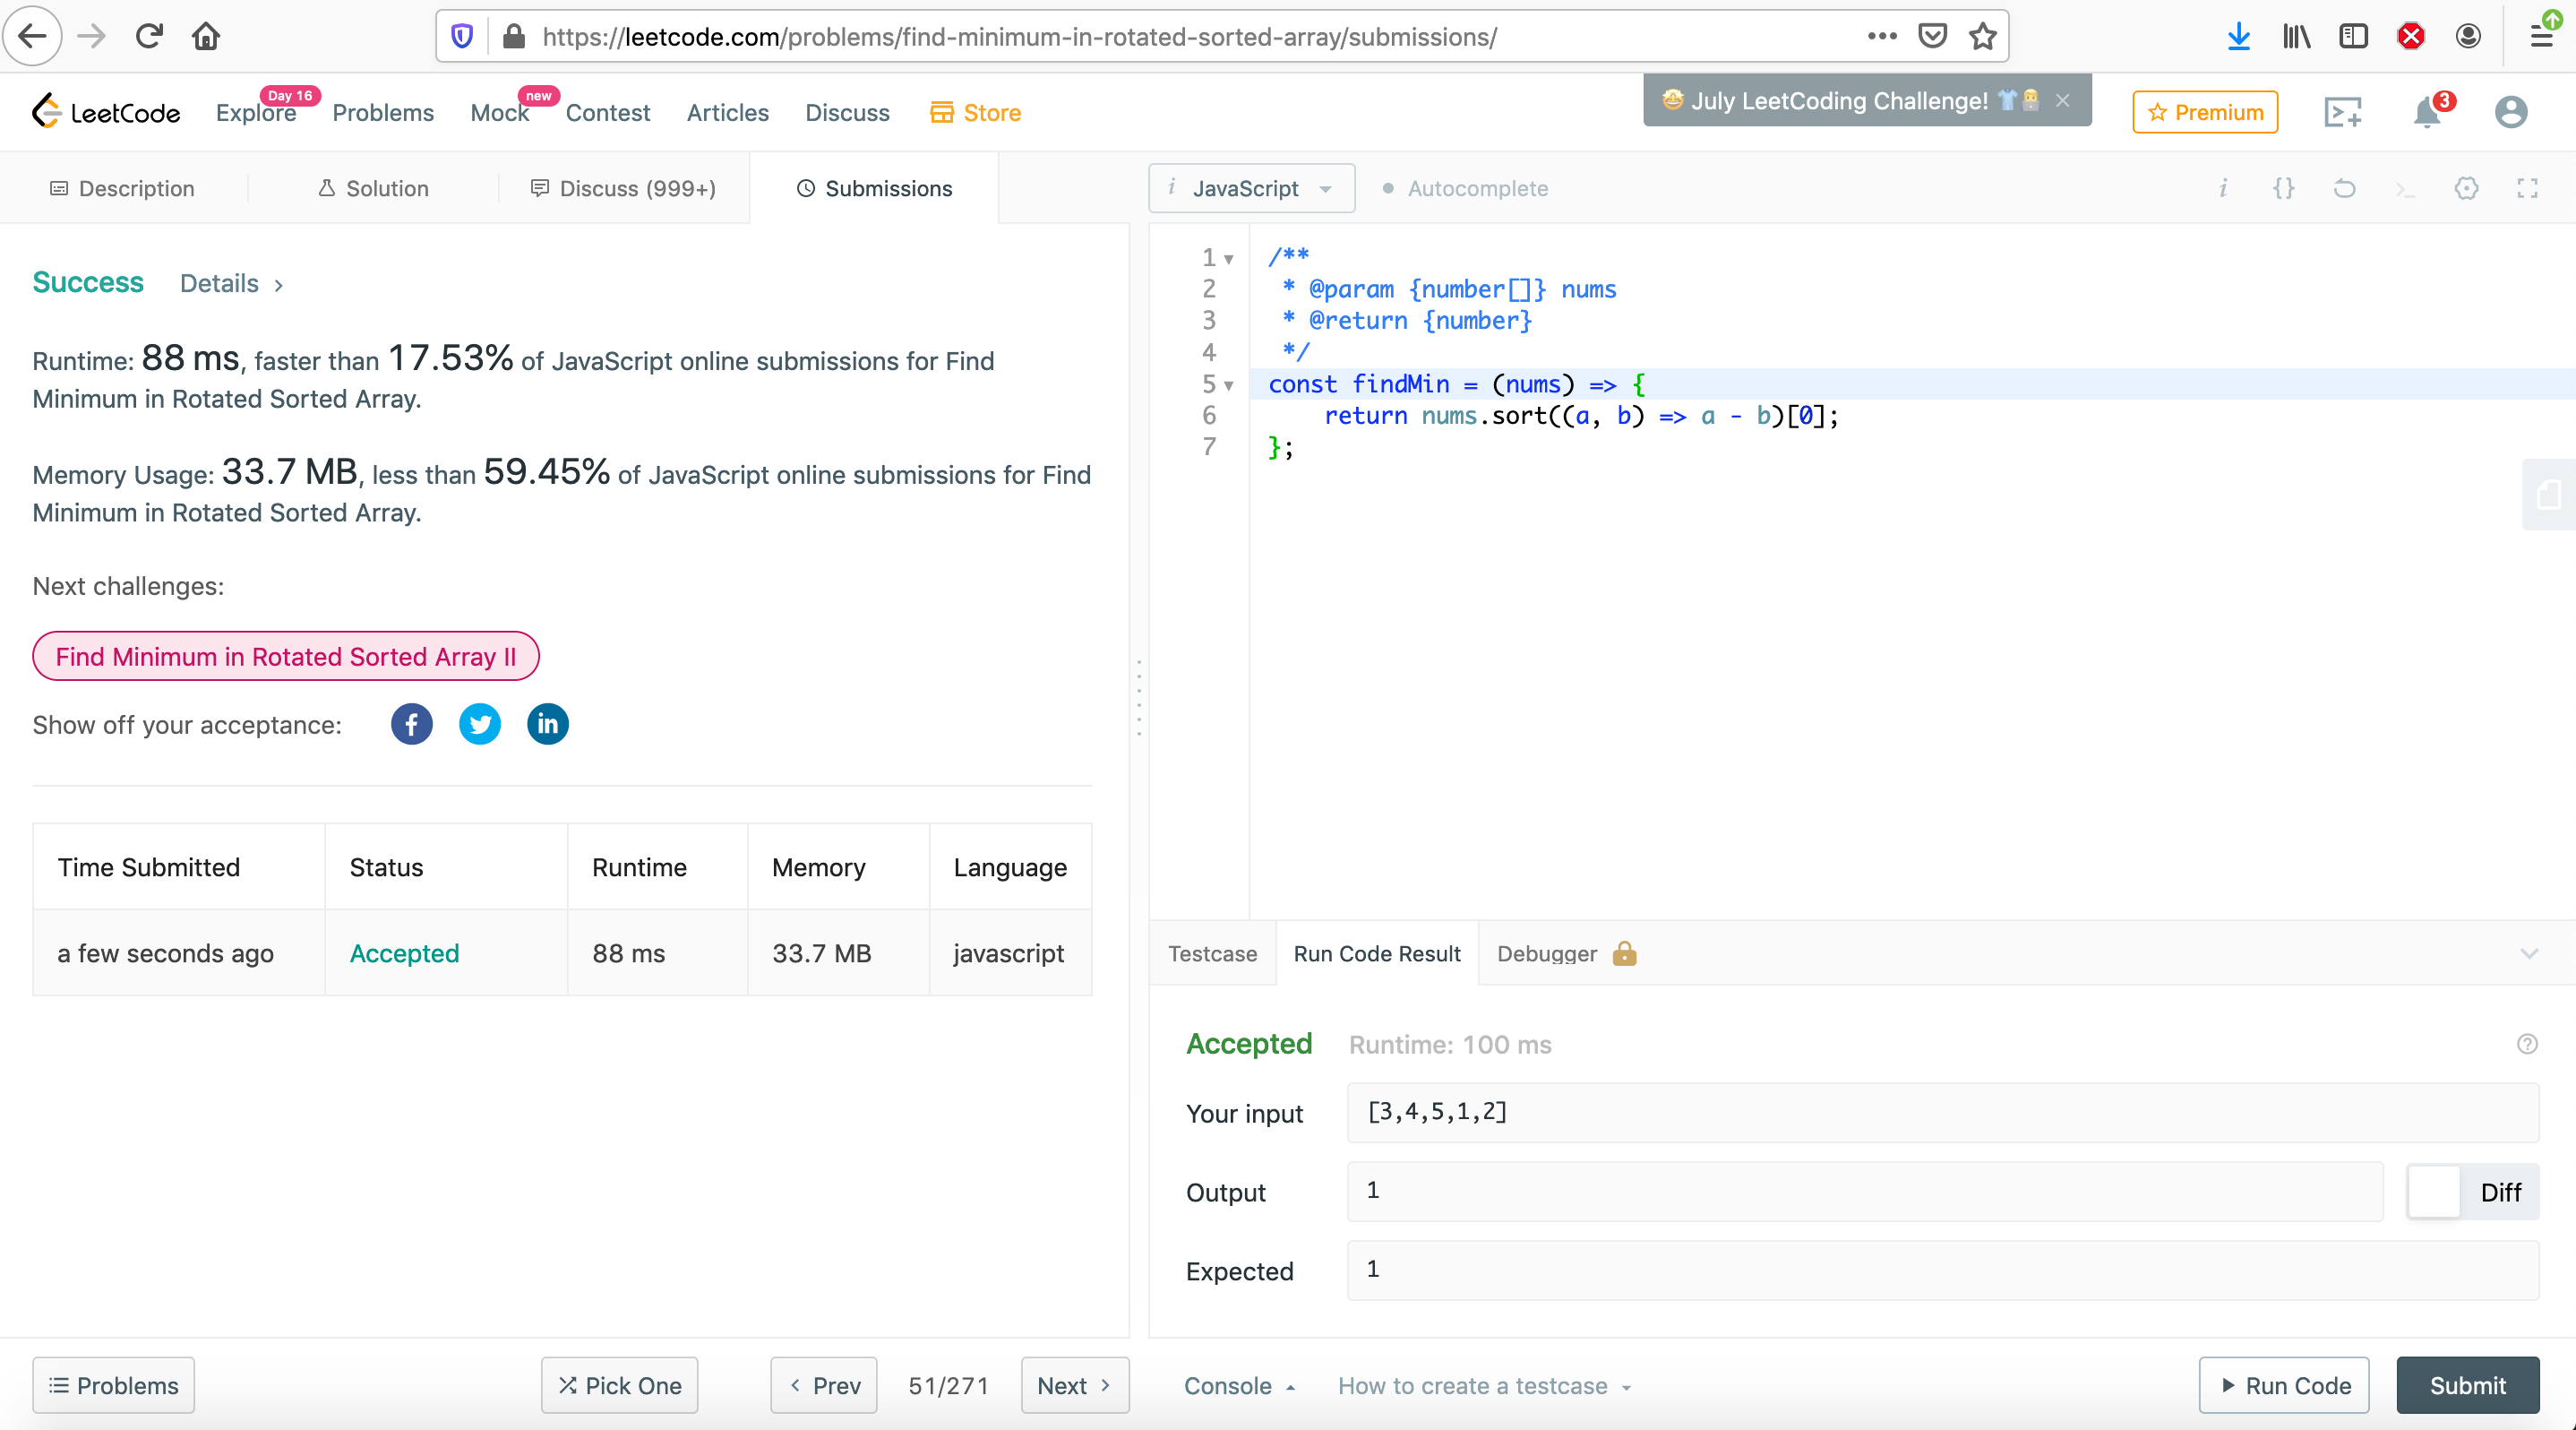 https://leetcode.com/problems/find-minimum-in-rotated-sorted-array/submissions/
LeetCode Explore Day 16 Problems Mock new Contest Articles Discuss Store July LeetCoding Challenge! Premium 3
Description Solution Discuss (999+) Submissions
i JavaScript Autocomplete i {} >_
Success Details >
Runtime: 88 ms, faster than 17.53% of JavaScript online submissions for Find
Minimum in Rotated Sorted Array.
Memory Usage: 33.7 MB, less than 59.45% of JavaScript online submissions for Find
Minimum in Rotated Sorted Array.
Next challenges:
Find Minimum in Rotated Sorted Array II
Show off your acceptance: f in
Time Submitted Status Runtime Memory Language
a few seconds ago Accepted 88 ms 33.7 MB javascript
1 /**
2 * @param {number[]} nums
3 * @return {number}
4 */
5 const findMin = (nums) => {
6 return nums.sort((a, b) => a - b)[0];
7 };
Testcase Run Code Result Debugger
Accepted Runtime: 100 ms ?
Your input [3,4,5,1,2]
Output 1 Diff
Expected 1
Problems Pick One < Prev 51/271 Next > Console How to create a testcase Run Code Submit